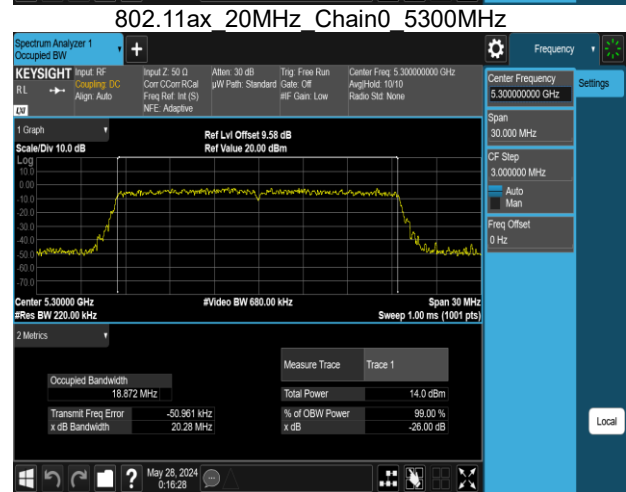 802.11ax_20MHz_Chain0_5300MHz
Spectrum Analyzer 1
Occupied BW
Frequency
KEYSIGHT Input: RF Input Z: 50 Ω Atten: 30 dB Trig: Free Run Center Freq: 5.300000000 GHz
RL Coupling: DC Corr CCorr RCal µW Path: Standard Gate: Off Avg|Hold: 10/10
Align: Auto Freq Ref: Int (S) #IF Gain: Low Radio Std: None
LXI NFE: Adaptive
Center Frequency
5.300000000 GHz
Settings
Span
30.000 MHz
CF Step
3.000000 MHz
Auto
Man
Freq Offset
0 Hz
1 Graph
Ref Lvl Offset 9.58 dB
Scale/Div 10.0 dB Ref Value 20.00 dBm
Log
10.0
0.00
-10.0
-20.0
-30.0
-40.0
-50.0
-60.0
-70.0
Center 5.30000 GHz #Video BW 680.00 kHz Span 30 MHz
#Res BW 220.00 kHz Sweep 1.00 ms (1001 pts)
2 Metrics
Measure Trace Trace 1
Occupied Bandwidth
18.872 MHz
Total Power 14.0 dBm
Transmit Freq Error -50.961 kHz % of OBW Power 99.00 %
x dB Bandwidth 20.28 MHz x dB -26.00 dB
Local
May 28, 2024
0:16:28